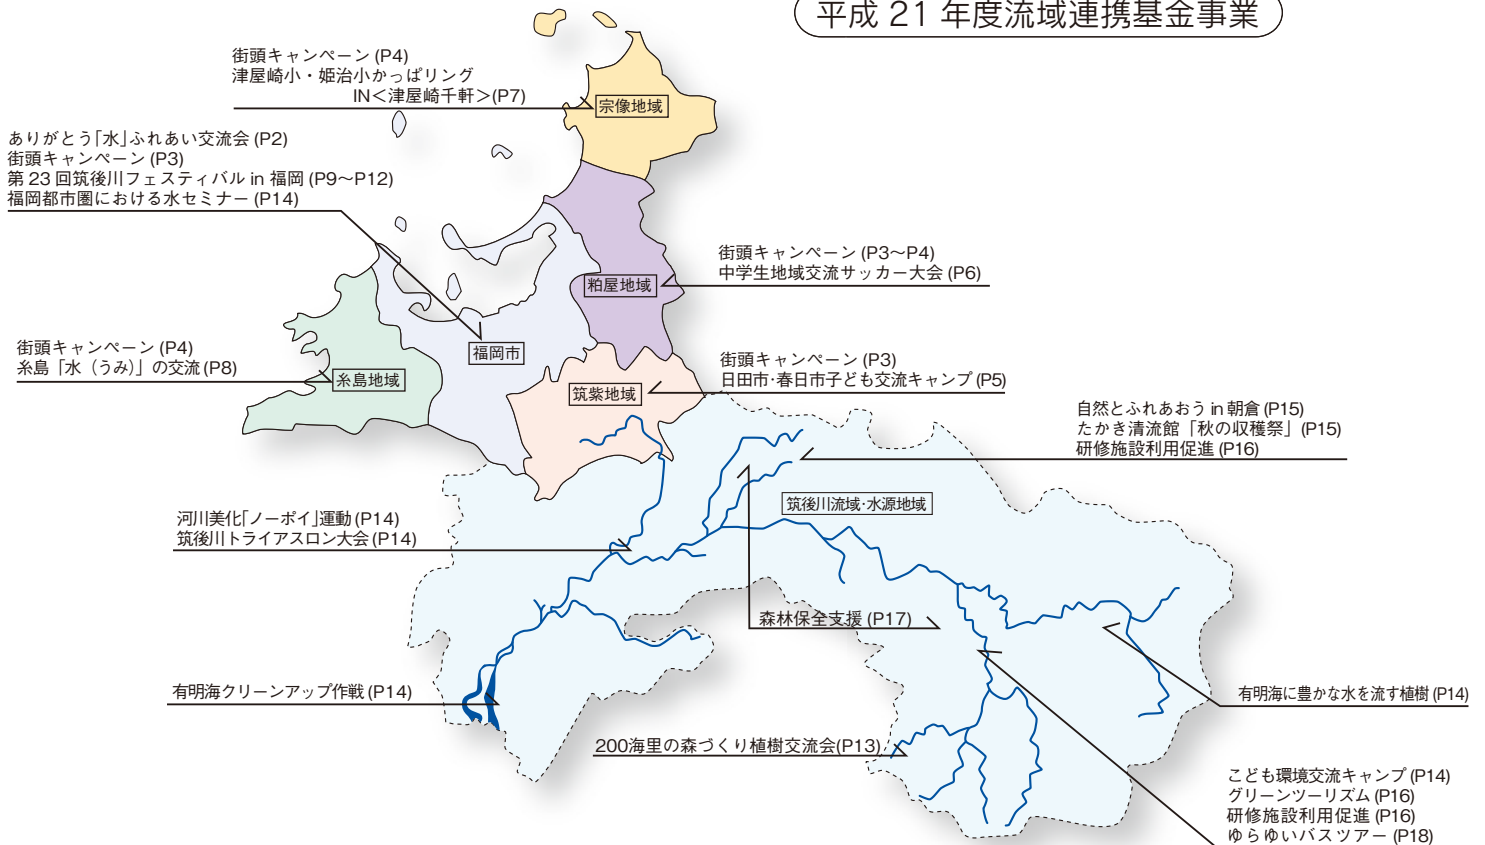 平成 21 年度流域連携基金事業
街頭キャンペーン (P4)
津屋崎小・姫治小かっぱリング
IN＜津屋崎千軒＞(P7)
宗像地域
ありがとう｢水｣ふれあい交流会 (P2)
街頭キャンペーン (P3)
第 23 回筑後川フェスティバル in 福岡 (P9〜P12)
福岡都市圏における水セミナー (P14)
街頭キャンペーン (P3〜P4)
中学生地域交流サッカー大会 (P6)
粕屋地域
福岡市
街頭キャンペーン (P4)
糸島「水（うみ）」の交流 (P8)
糸島地域
街頭キャンペーン (P3)
日田市･春日市子ども交流キャンプ(P5)
筑紫地域
自然とふれあおう in 朝倉 (P15)
たかき清流館「秋の収穫祭」(P15)
研修施設利用促進 (P16)
筑後川流域･水源地域
河川美化｢ノーポイ｣運動 (P14)
筑後川トライアスロン大会 (P14)
森林保全支援 (P17)
有明海クリーンアップ作戦 (P14)
有明海に豊かな水を流す植樹 (P14)
200海里の森づくり植樹交流会(P13)
こども環境交流キャンプ (P14)
グリーンツーリズム (P16)
研修施設利用促進 (P16)
ゆらゆいバスツアー (P18)